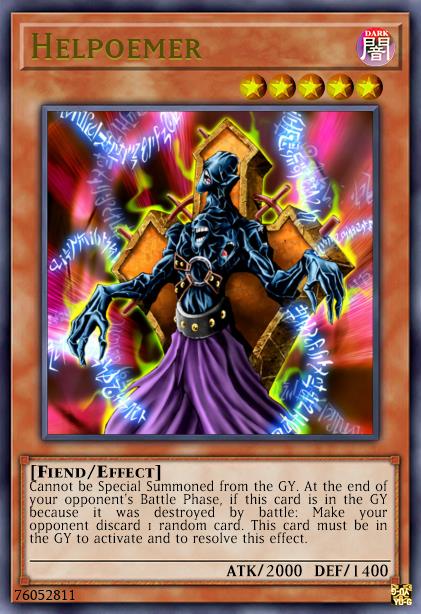 HELPOEMER
DARK
闇
[FIEND/EFFECT]
Cannot be Special Summoned from the GY. At the end of
your opponent's Battle Phase, if this card is in the GY
because it was destroyed by battle: Make your
opponent discard 1 random card. This card must be in
the GY to activate and to resolve this effect.
ATK/2000 DEF/1400
76052811